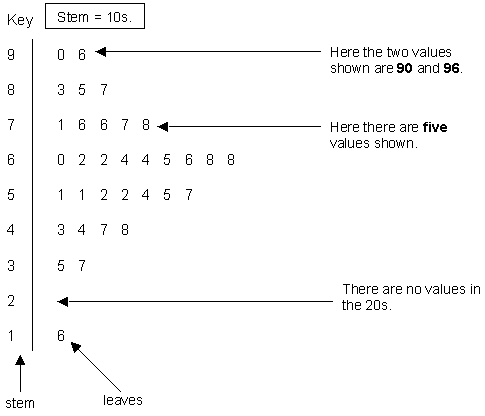 Key Stem = 10s.
9 0 6
Here the two values
shown are 90 and 96.
8 3 5 7
7 1 6 6 7 8
Here there are five
values shown.
6 0 2 2 4 4 5 6 8 8
5 1 1 2 2 4 5 7
4 3 4 7 8
3 5 7
There are no values in
the 20s.
2
1 6
stem leaves